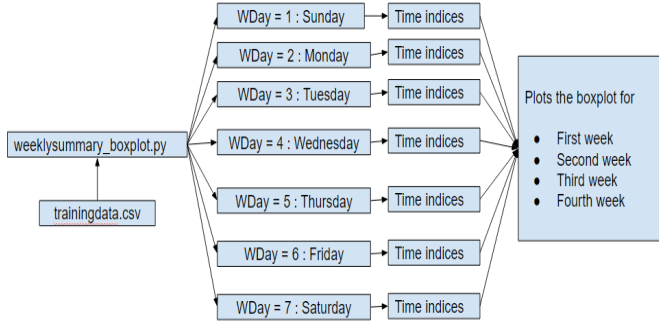 WDay = 1 : Sunday
Time indices
WDay = 2 : Monday
Time indices
WDay = 3 : Tuesday
Time indices
WDay = 4 : Wednesday
Time indices
WDay = 5 : Thursday
Time indices
WDay = 6 : Friday
Time indices
WDay = 7 : Saturday
Time indices
weeklysummary_boxplot.py
trainingdata.csv
Plots the boxplot for
● First week
● Second week
● Third week
● Fourth week